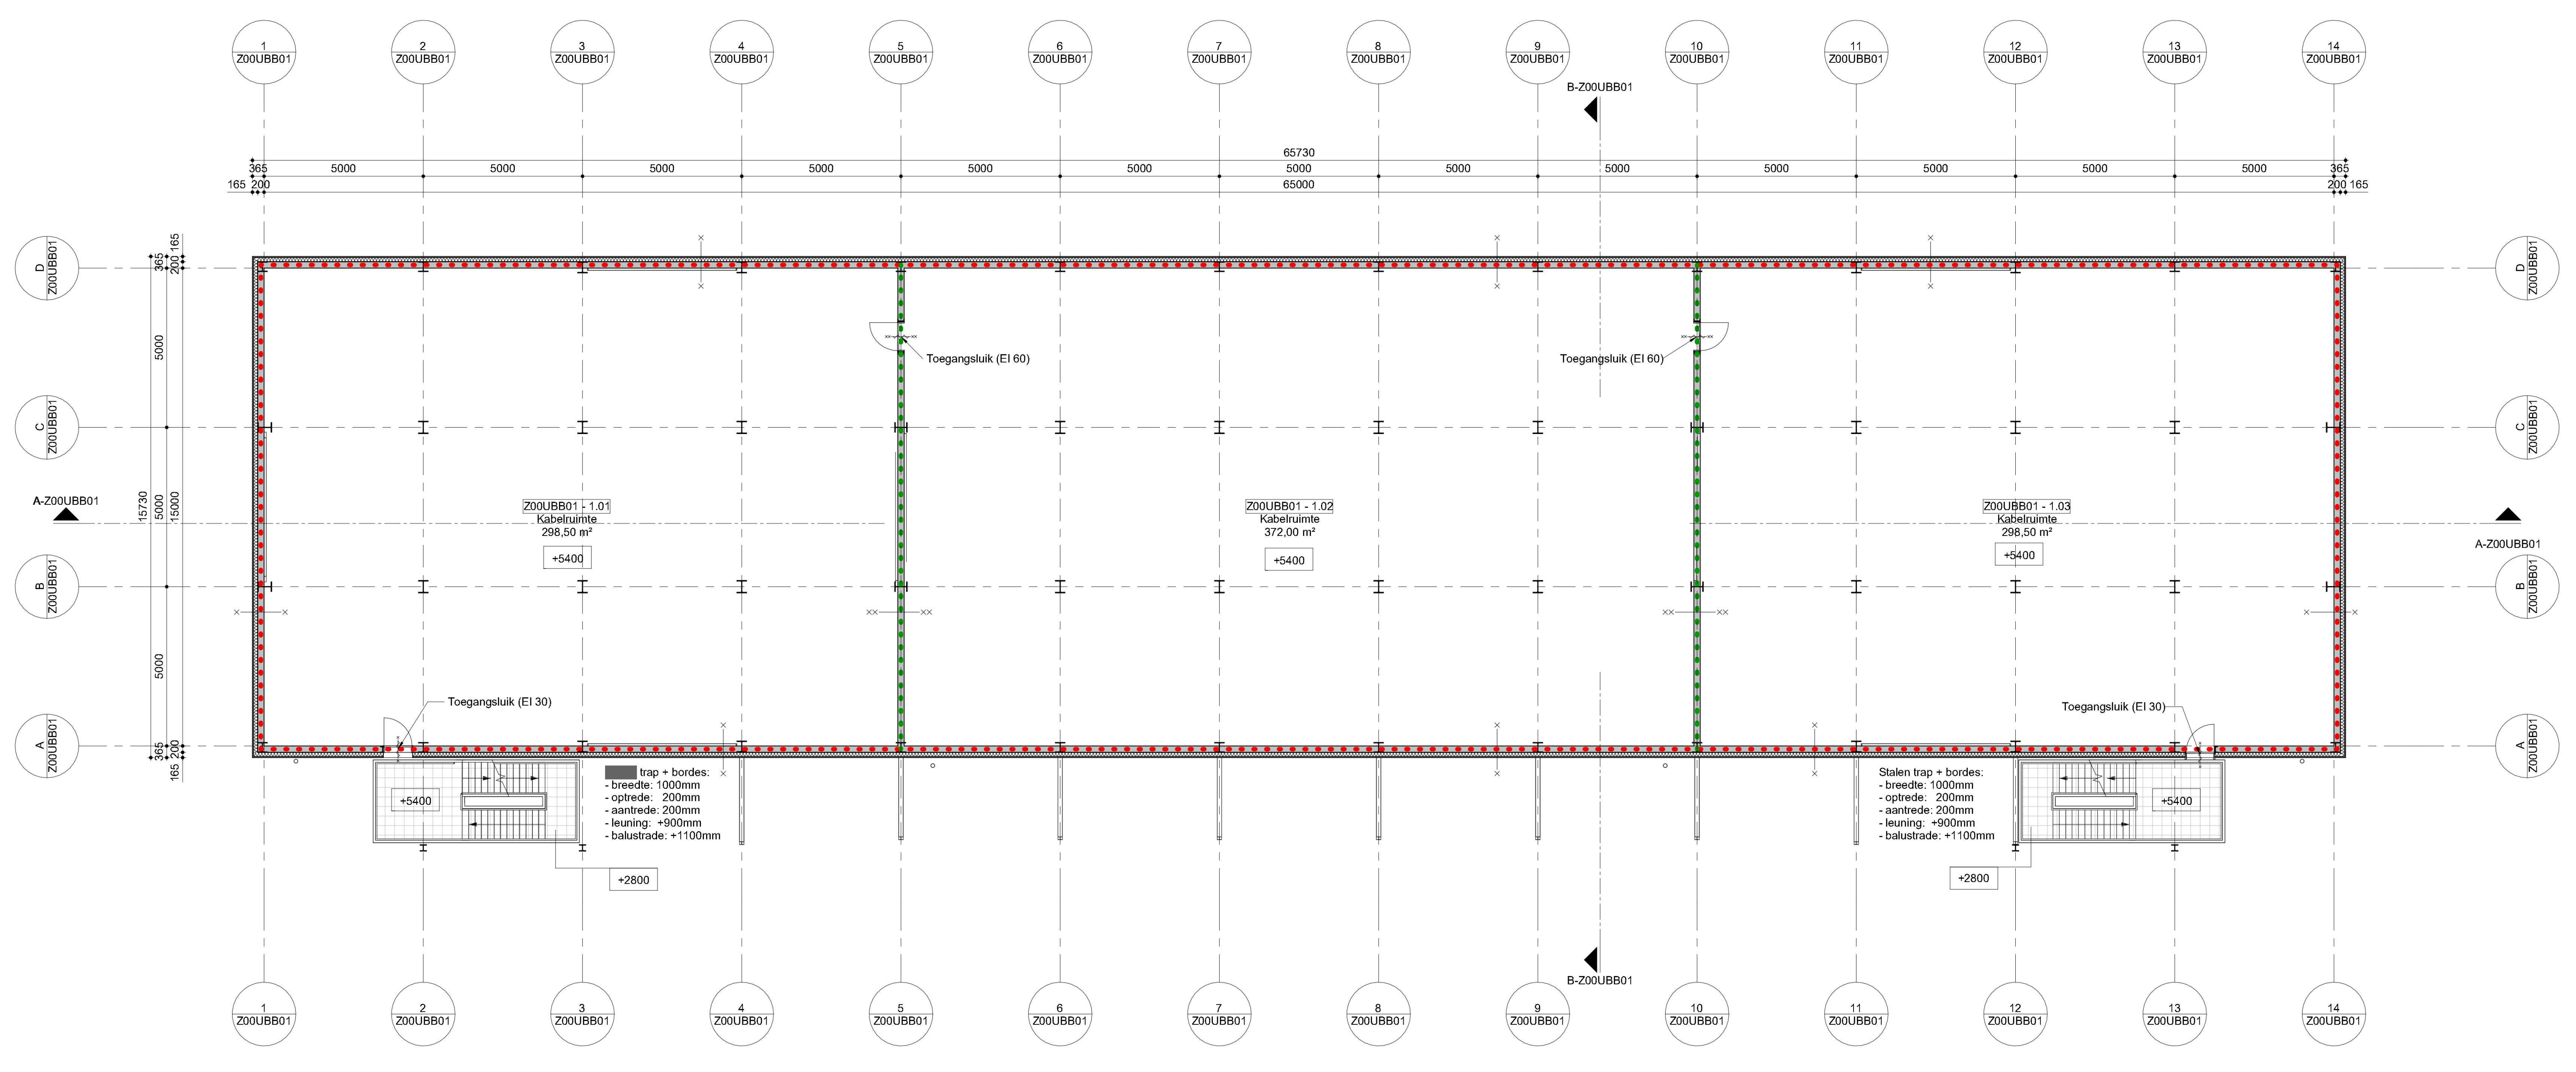 1 2 3 4 5 6 7 8 9 10 11 12 13 14
Z00UBB01 Z00UBB01 Z00UBB01 Z00UBB01 Z00UBB01 Z00UBB01 Z00UBB01 Z00UBB01 Z00UBB01 Z00UBB01 Z00UBB01 Z00UBB01 Z00UBB01 Z00UBB01
B-Z00UBB01
65730
365 5000 5000 5000 5000 5000 5000 5000 5000 5000 5000 5000 5000 5000 365
165 200 65000 200 165
D
Z00UBB01
365
200
165
D
Z00UBB01
5000
Toegangsluik (EI 60)
Toegangsluik (EI 60)
C
Z00UBB01
C
Z00UBB01
A-Z00UBB01
15730
5000
15000
Z00UBB01 - 1.01
Kabelruimte
298,50 m²
+5400
Z00UBB01 - 1.02
Kabelruimte
372,00 m²
+5400
Z00UBB01 - 1.03
Kabelruimte
298,50 m²
+5400
A-Z00UBB01
B
Z00UBB01
B
Z00UBB01
5000
Toegangsluik (EI 30)
Toegangsluik (EI 30)
A
Z00UBB01
365
200
165
A
Z00UBB01
+5400
trap + bordes:
- breedte: 1000mm
- optrede: 200mm
- aantrede: 200mm
- leuning: +900mm
- balustrade: +1100mm
+2800
Stalen trap + bordes:
- breedte: 1000mm
- optrede: 200mm
- aantrede: 200mm
- leuning: +900mm
- balustrade: +1100mm
+5400
+2800
B-Z00UBB01
1 2 3 4 5 6 7 8 9 10 11 12 13 14
Z00UBB01 Z00UBB01 Z00UBB01 Z00UBB01 Z00UBB01 Z00UBB01 Z00UBB01 Z00UBB01 Z00UBB01 Z00UBB01 Z00UBB01 Z00UBB01 Z00UBB01 Z00UBB01